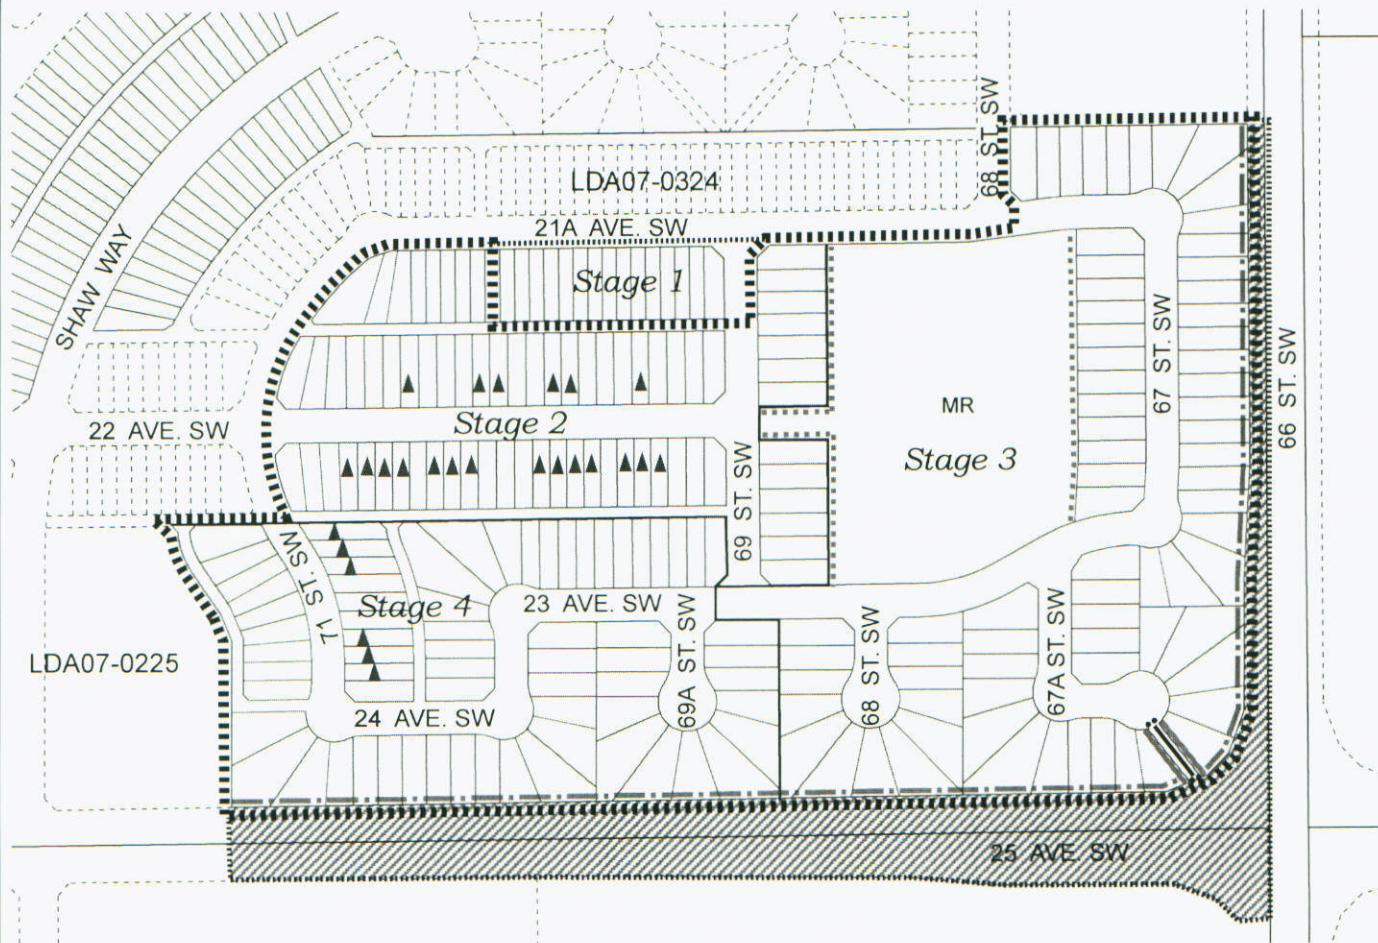 68 ST. SW
LDA07-0324
21A AVE. SW
SHAW WAY
Stage 1
67 ST. SW
66 ST. SW
MR
22 AVE. SW
Stage 2
Stage 3
69 ST. SW
71 ST. SW
Stage 4
23 AVE. SW
LDA07-0225
69A ST. SW
68 ST. SW
67A ST. SW
24 AVE. SW
25 AVE. SW